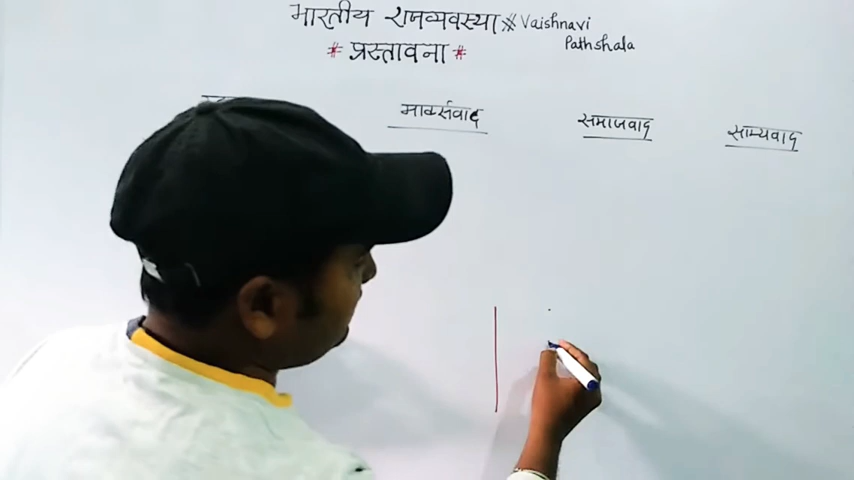 भारतीय राजव्यवस्था ※ Vaishnavi
Pathshala
# प्रस्तावना #
मार्क्सवाद समाजवाद साम्यवाद